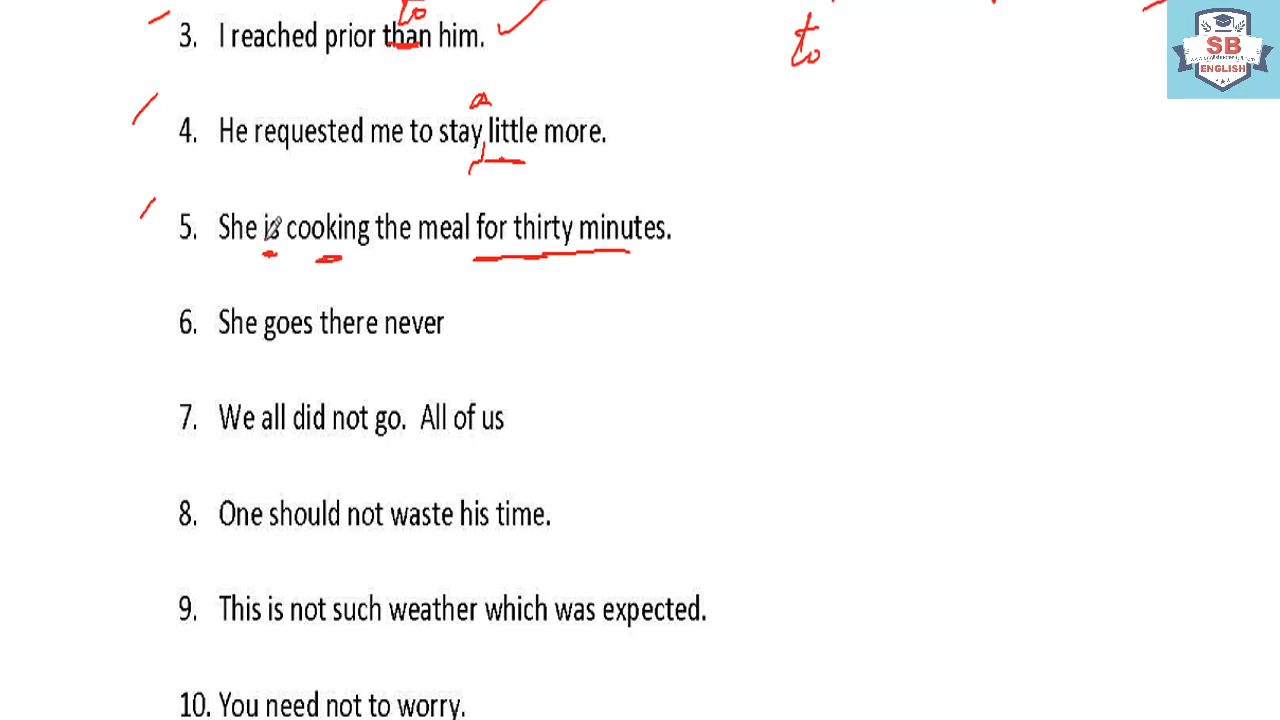 to
3. I reached prior than him.
to
a
4. He requested me to stay little more.
5. She is cooking the meal for thirty minutes.
6. She goes there never
7. We all did not go. All of us
8. One should not waste his time.
9. This is not such weather which was expected.
10. You need not to worry.
SB
ENGLISH